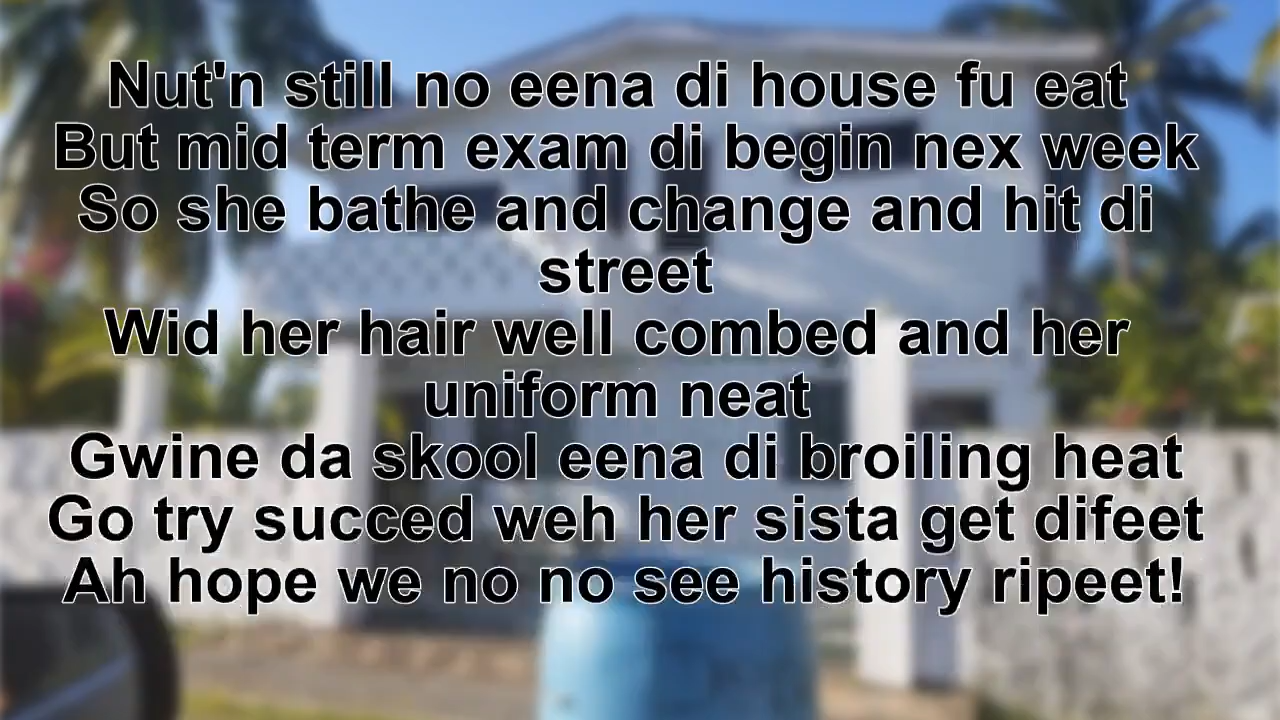 Nut'n still no eena di house fu eat
But mid term exam di begin nex week
So she bathe and change and hit di
street
Wid her hair well combed and her
uniform neat
Gwine da skool eena di broiling heat
Go try succed weh her sista get difeet
Ah hope we no no see history ripeet!